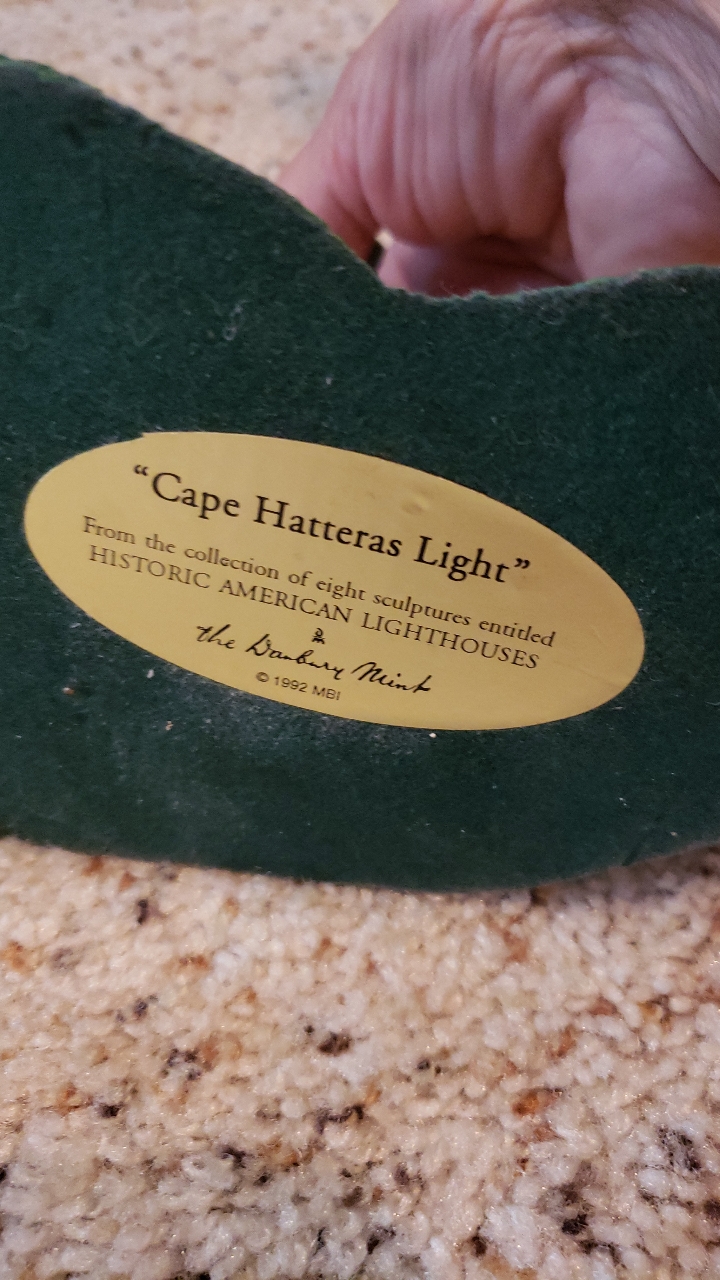 “Cape Hatteras Light”
From the collection of eight sculptures entitled
HISTORIC AMERICAN LIGHTHOUSES
the Danbury Mint
© 1992 MBI